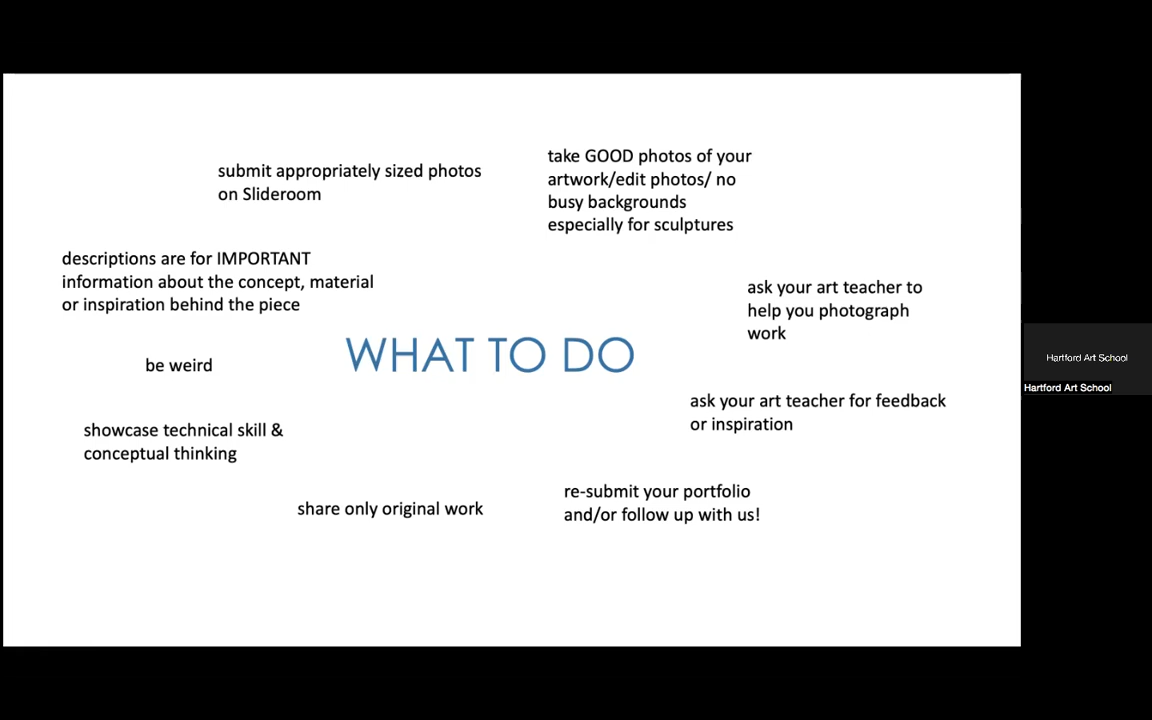 submit appropriately sized photos
on Slideroom
take GOOD photos of your
artwork/edit photos/ no
busy backgrounds
especially for sculptures
descriptions are for IMPORTANT
information about the concept, material
or inspiration behind the piece
ask your art teacher to
help you photograph
work
WHAT TO DO
be weird
ask your art teacher for feedback
or inspiration
showcase technical skill &
conceptual thinking
share only original work
re-submit your portfolio
and/or follow up with us!
Hartford Art School
Hartford Art School